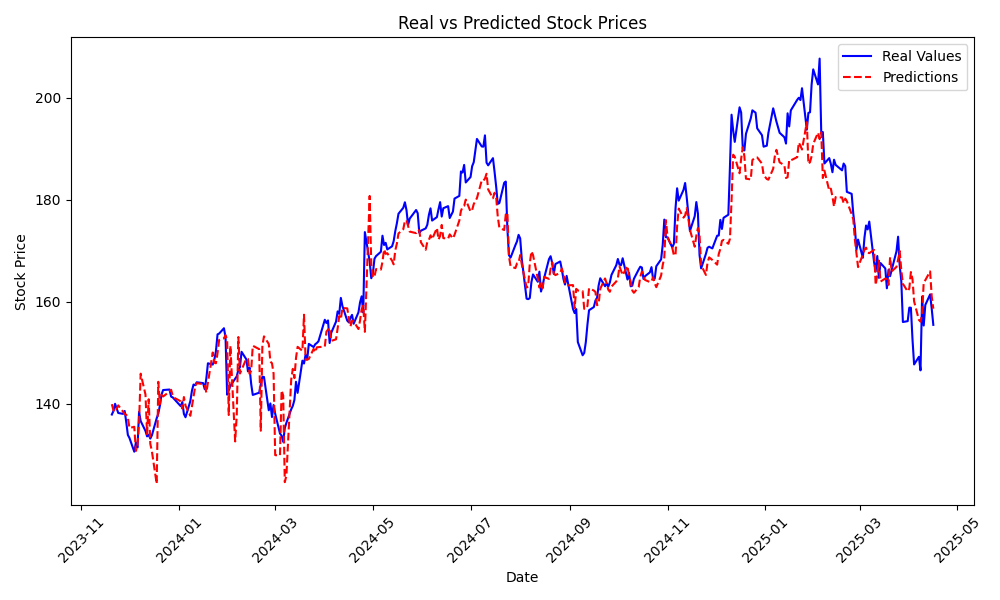 Real vs Predicted Stock Prices
Real Values
Predictions
Stock Price
200
180
160
140
2023-11
2024-01
2024-03
2024-05
2024-07
2024-09
2024-11
2025-01
2025-03
2025-05
Date